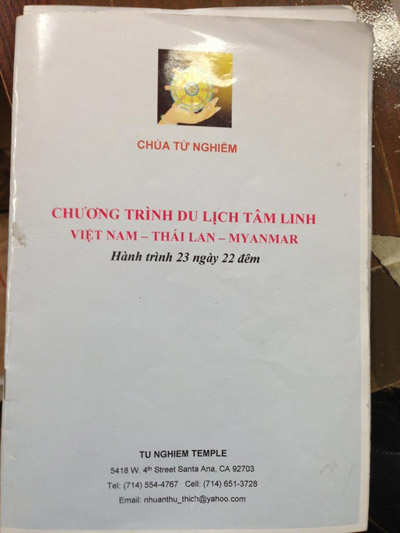 CHÙA TỪ NGHIÊM
CHƯƠNG TRÌNH DU LỊCH TÂM LINH
VIỆT NAM – THÁI LAN – MYANMAR
Hành trình 23 ngày 22 đêm
TU NGHIEM TEMPLE
5418 W. 4th Street Santa Ana, CA 92703
Tel: (714) 554-4767 Cell: (714) 651-3728
Email: nhuanthu_thich@yahoo.com